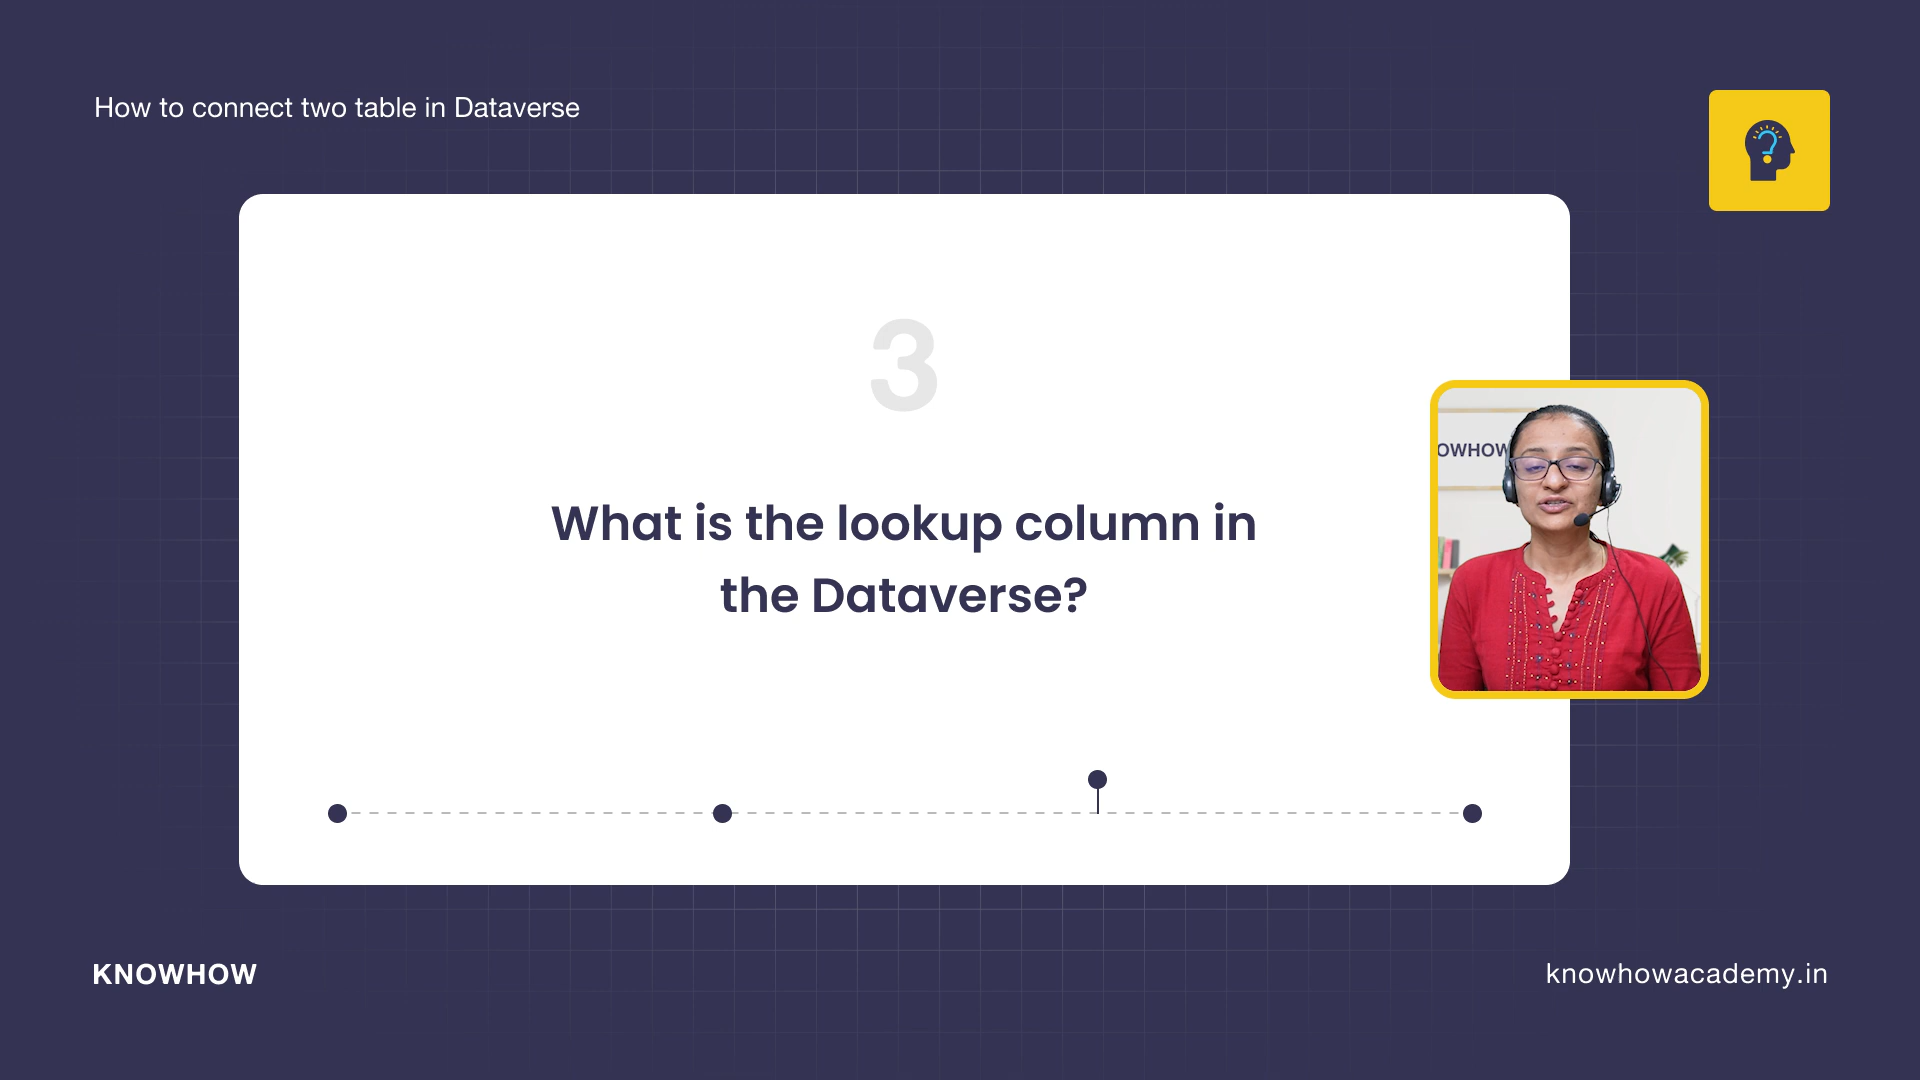 How to connect two table in Dataverse
3
What is the lookup column in
the Dataverse?
OWHOW
KNOWHOW
knowhowacademy.in